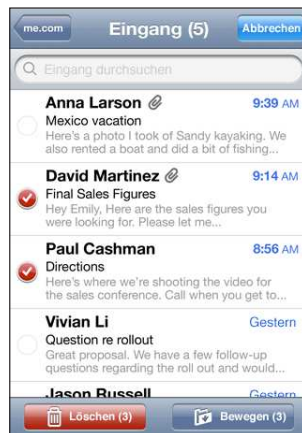 me.com
Eingang (5)
Abbrechen
Eingang durchsuchen
Anna Larson 9:39 AM
Mexico vacation
Here's a photo I took of Sandy kayaking. We
also rented a boat and did a bit of fishing...
David Martinez 9:14 AM
Final Sales Figures
Hey Emily, Here are the sales figures you
were looking for. Please let me...
Paul Cashman 8:56 AM
Directions
Here's where we're shooting the video for
the sales conference. Call when you get to...
Vivian Li Gestern
Question re rollout
Great proposal. We have a few follow-up
questions regarding the roll out and would...
Jason Russell Gestern
Löschen (3)
Bewegen (3)